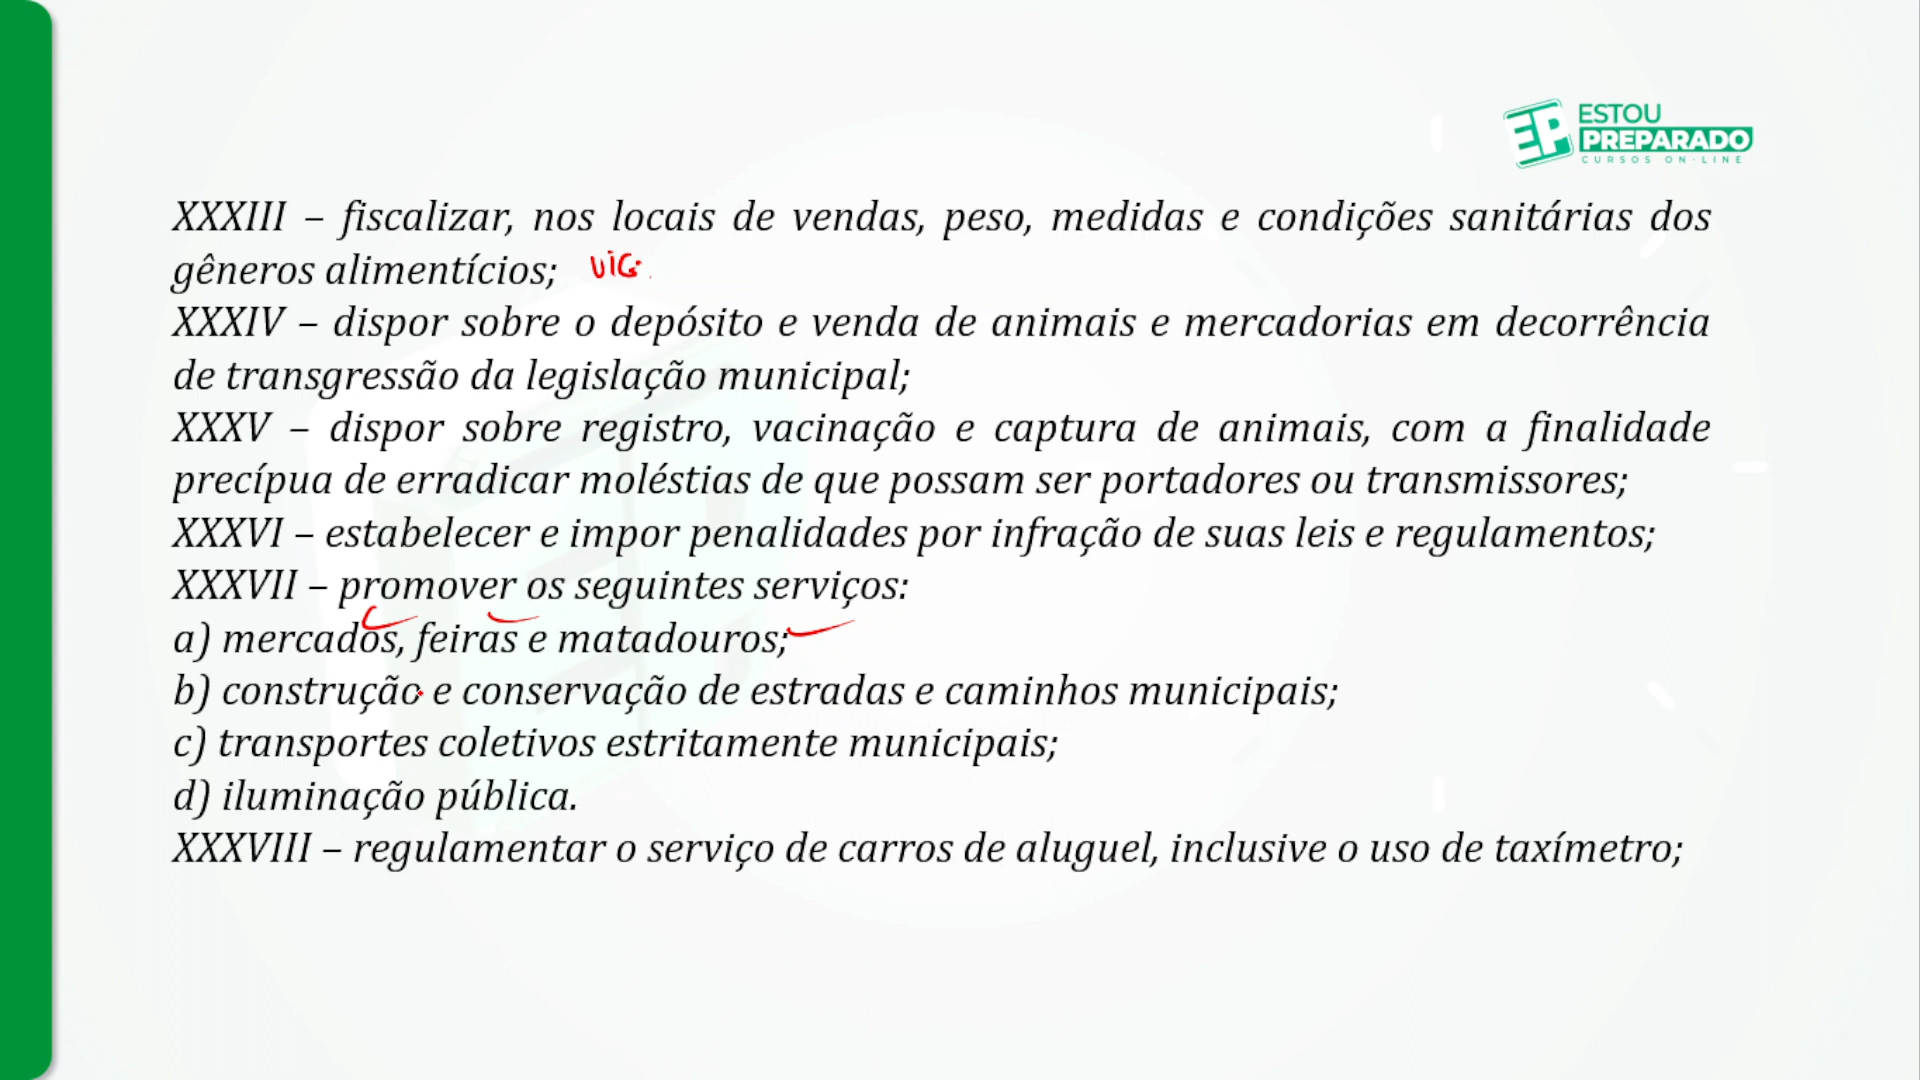 ESTOU
PREPARADO
CURSOS ON-LINE
XXXIII – fiscalizar, nos locais de vendas, peso, medidas e condições sanitárias dos
gêneros alimentícios; VIG.
XXXIV – dispor sobre o depósito e venda de animais e mercadorias em decorrência
de transgressão da legislação municipal;
XXXV – dispor sobre registro, vacinação e captura de animais, com a finalidade
precípua de erradicar moléstias de que possam ser portadores ou transmissores;
XXXVI – estabelecer e impor penalidades por infração de suas leis e regulamentos;
XXXVII – promover os seguintes serviços:
a) mercados, feiras e matadouros;
b) construção e conservação de estradas e caminhos municipais;
c) transportes coletivos estritamente municipais;
d) iluminação pública.
XXXVIII – regulamentar o serviço de carros de aluguel, inclusive o uso de taxímetro;